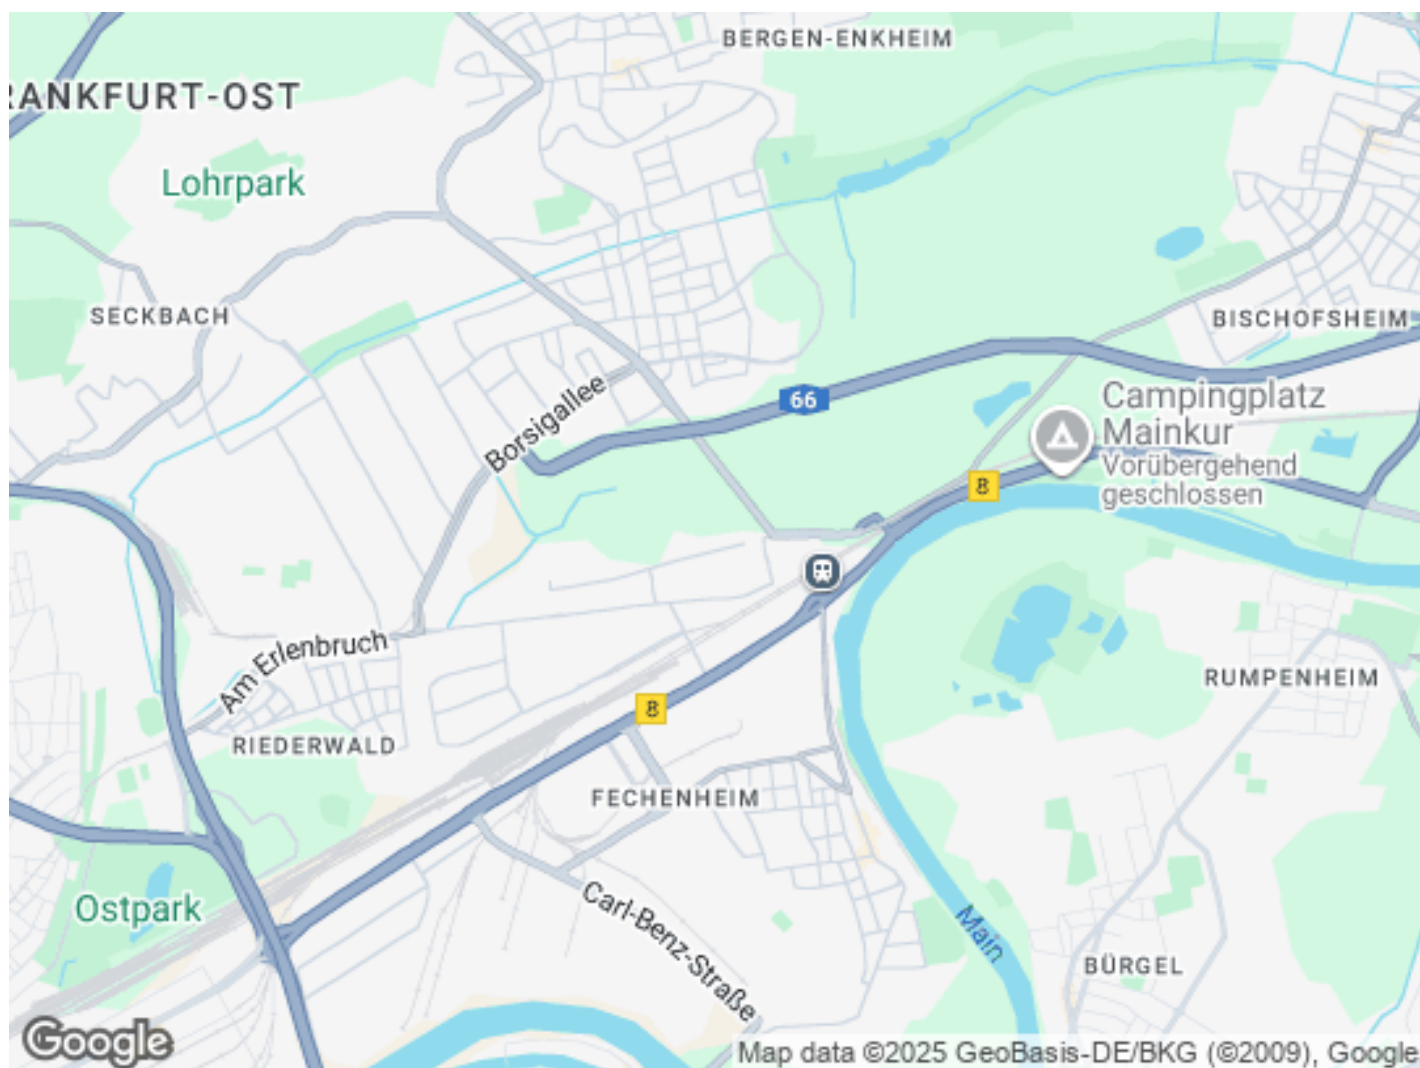 BERGEN-ENKHEIM
RANKFURT-OST
Lohrpark
SECKBACH
BISCHOFSHEIM
Borsigallee
66
Campingplatz
Mainkur
Vorübergehend
geschlossen
8
Am Erlenbruch
RUMPENHEIM
8
RIEDERWALD
FECHENHEIM
Ostpark
Carl-Benz-Straße
Main
BÜRGEL
Google
Map data ©2025 GeoBasis-DE/BKG (©2009), Google